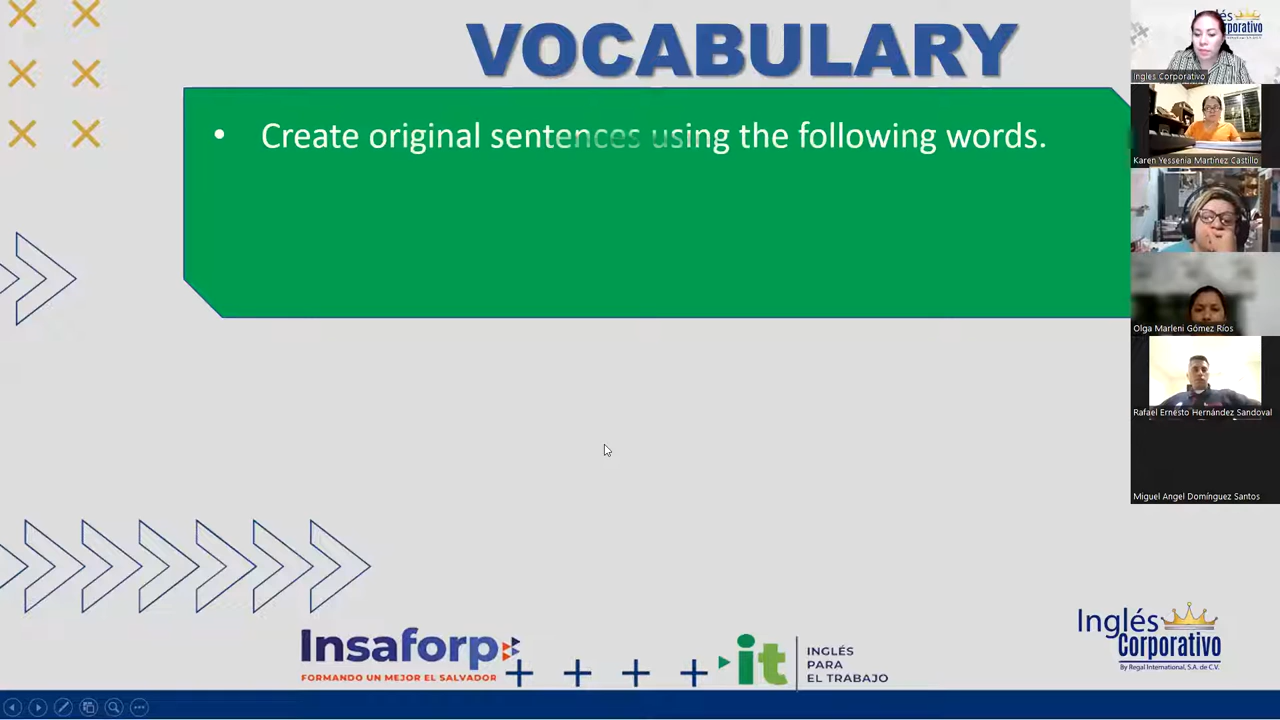 VOCABULARY
• Create original sentences using the following words.
Inglés Corporativo
Karen Yessenia Martínez Castillo
Olga Marleni Gómez Ríos
Rafael Ernesto Hernández Sandoval
Miguel Angel Domínguez Santos
Insaforp
FORMANDO UN MEJOR EL SALVADOR
it
INGLÉS
PARA
EL TRABAJO
Inglés
Corporativo
By Regal International, S.A. de C.V.